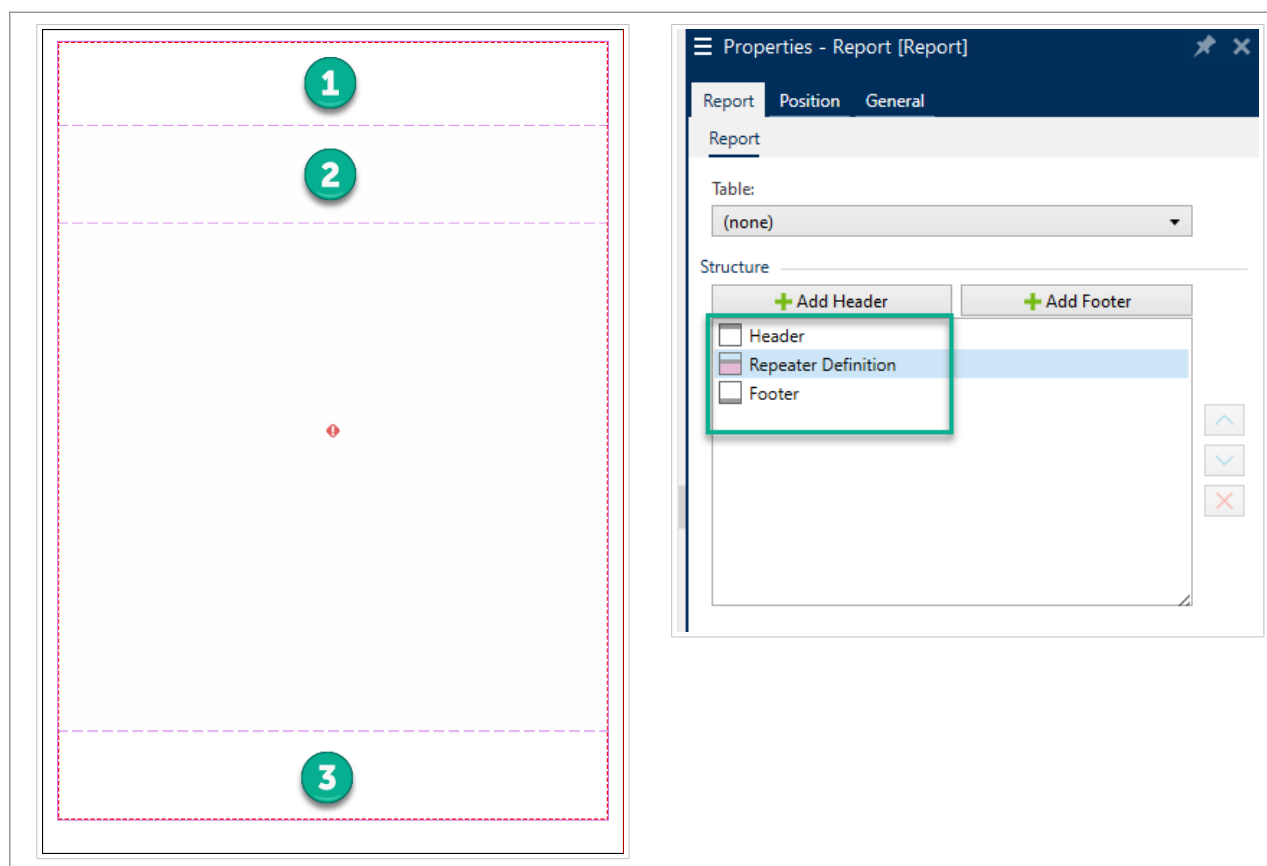 1
2
3
Properties - Report [Report]
Report Position General
Report
Table:
(none)
Structure
Add Header Add Footer
Header
Repeater Definition
Footer